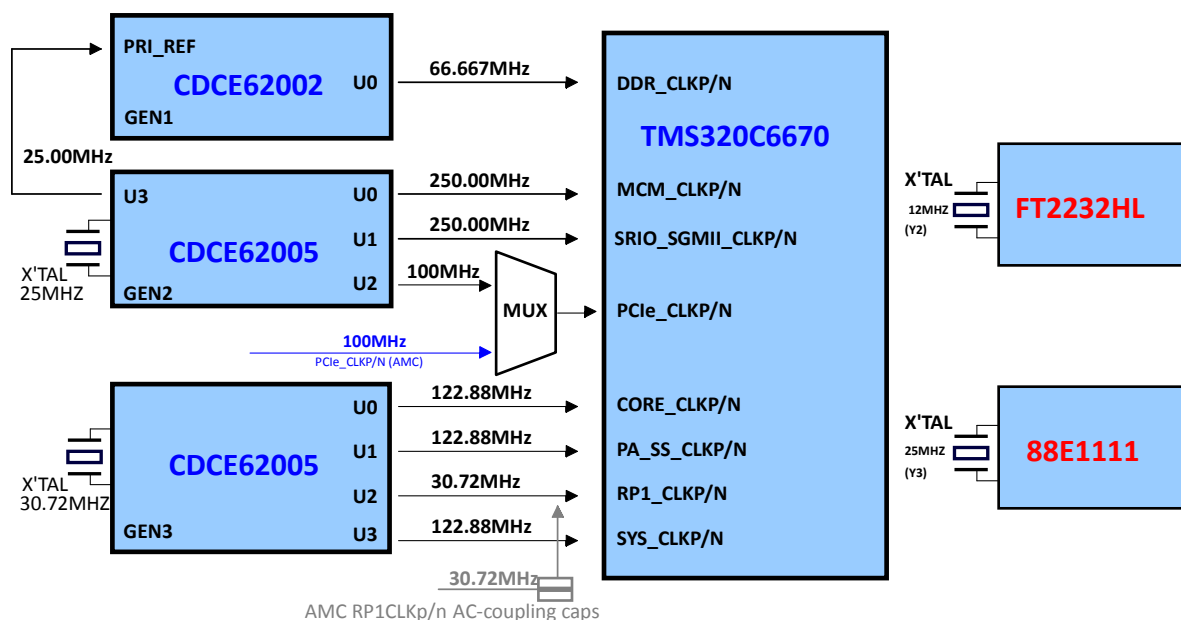 PRI_REF
CDCE62002
U0
GEN1
66.667MHz
25.00MHz
U3
CDCE62005
U0
U1
U2
GEN2
X'TAL
25MHZ
250.00MHz
250.00MHz
100MHz
MUX
100MHz
PCIe_CLKP/N (AMC)
CDCE62005
U0
U1
U2
U3
GEN3
X'TAL
30.72MHZ
122.88MHz
122.88MHz
30.72MHz
122.88MHz
30.72MHz
AMC RP1CLKp/n AC-coupling caps
DDR_CLKP/N
TMS320C6670
MCM_CLKP/N
SRIO_SGMII_CLKP/N
PCIe_CLKP/N
CORE_CLKP/N
PA_SS_CLKP/N
RP1_CLKP/N
SYS_CLKP/N
X'TAL
12MHZ
(Y2)
FT2232HL
X'TAL
25MHZ
(Y3)
88E1111